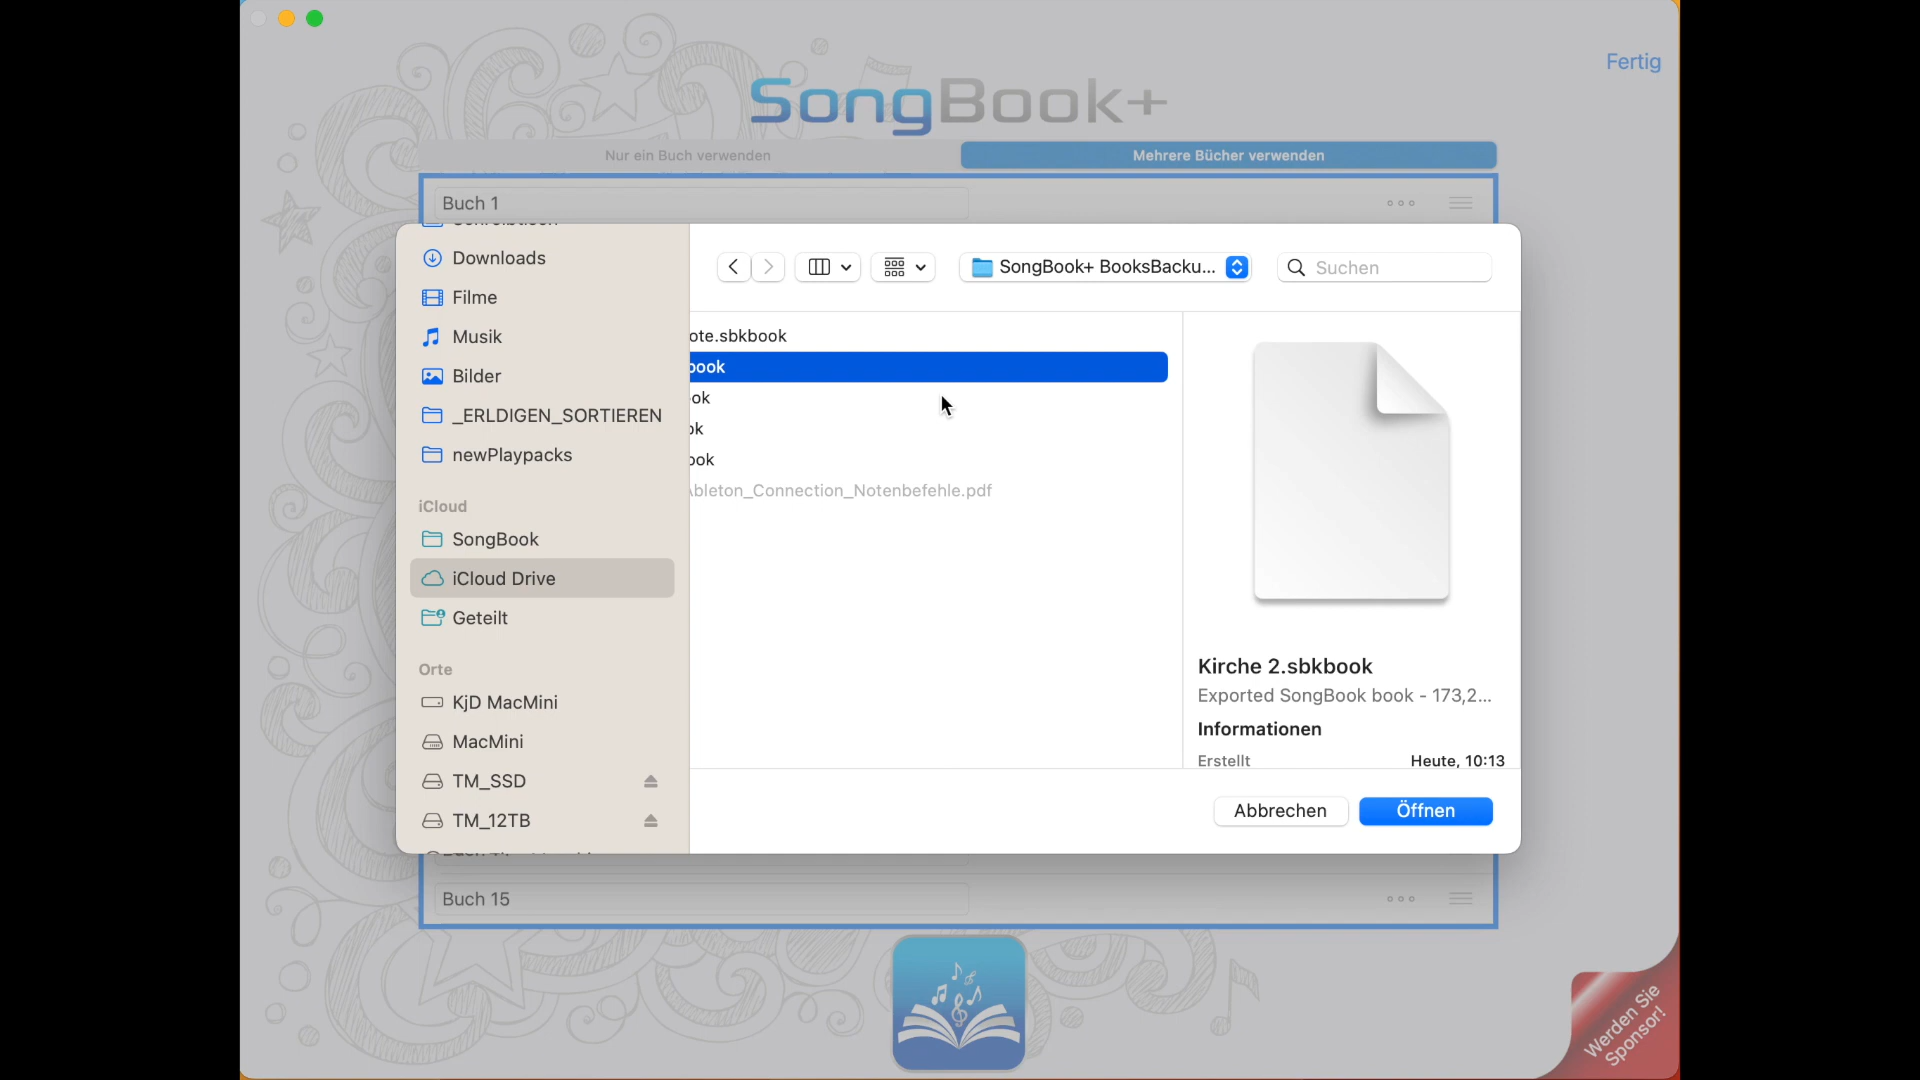 Fertig
SongBook+
Nur ein Buch verwenden
Mehrere Bücher verwenden
Buch 1
Downloads
Filme
Musik
Bilder
_ERLDIGEN_SORTIEREN
newPlaypacks
iCloud
SongBook
iCloud Drive
Geteilt
Orte
KjD MacMini
MacMini
TM_SSD
TM_12TB
SongBook+ BooksBacku...
Suchen
ote.sbkbook
book
ok
ok
ook
Ableton_Connection_Notenbefehle.pdf
Kirche 2.sbkbook
Exported SongBook book - 173,2...
Informationen
Erstellt
Heute, 10:13
Abbrechen
Öffnen
Buch 15
Werden Sie
Sponsor!